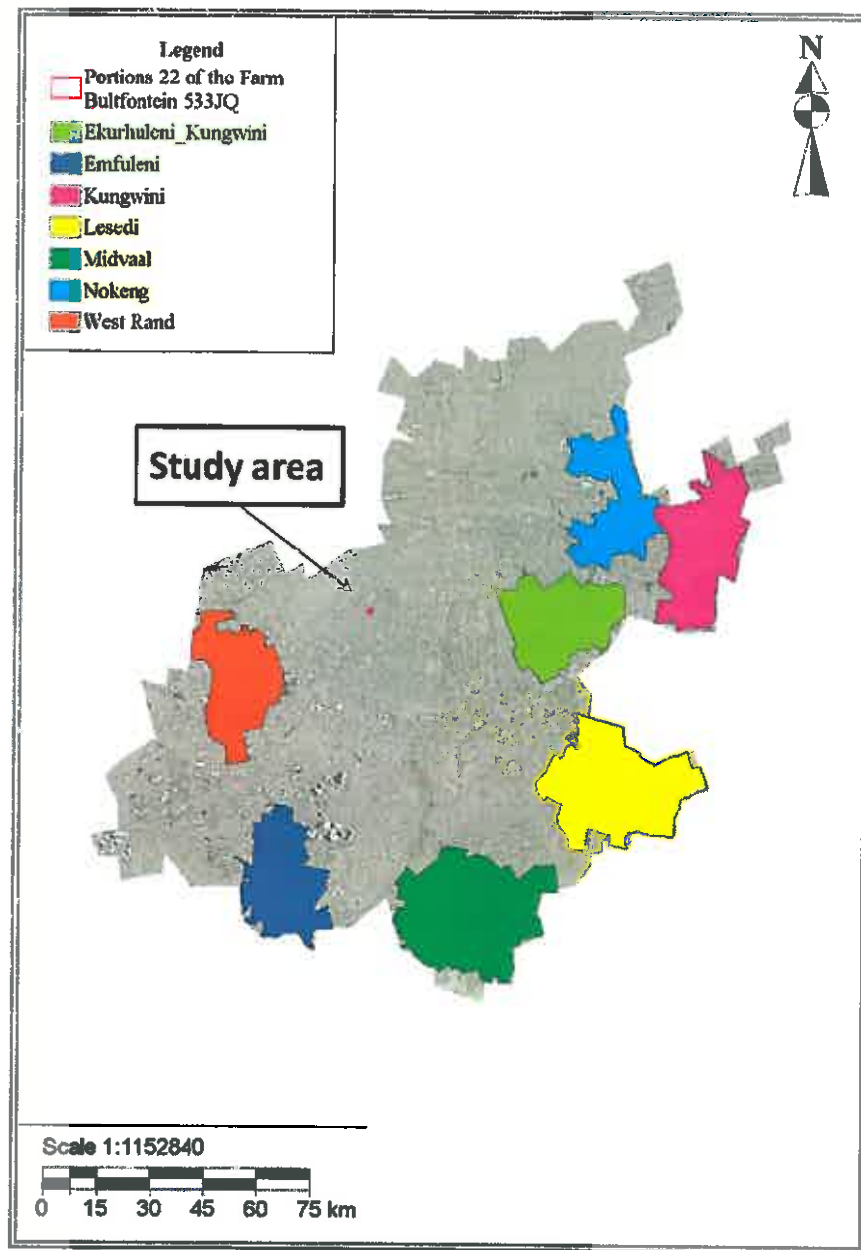 Legend
Portions 22 of the Farm
Bultfontein 533JQ
Ekurhuleni_Kungwini
Emfuleni
Kungwini
Lesedi
Midvaal
Nokeng
West Rand
N
Study area
Scale 1:1152840
0 15 30 45 60 75 km